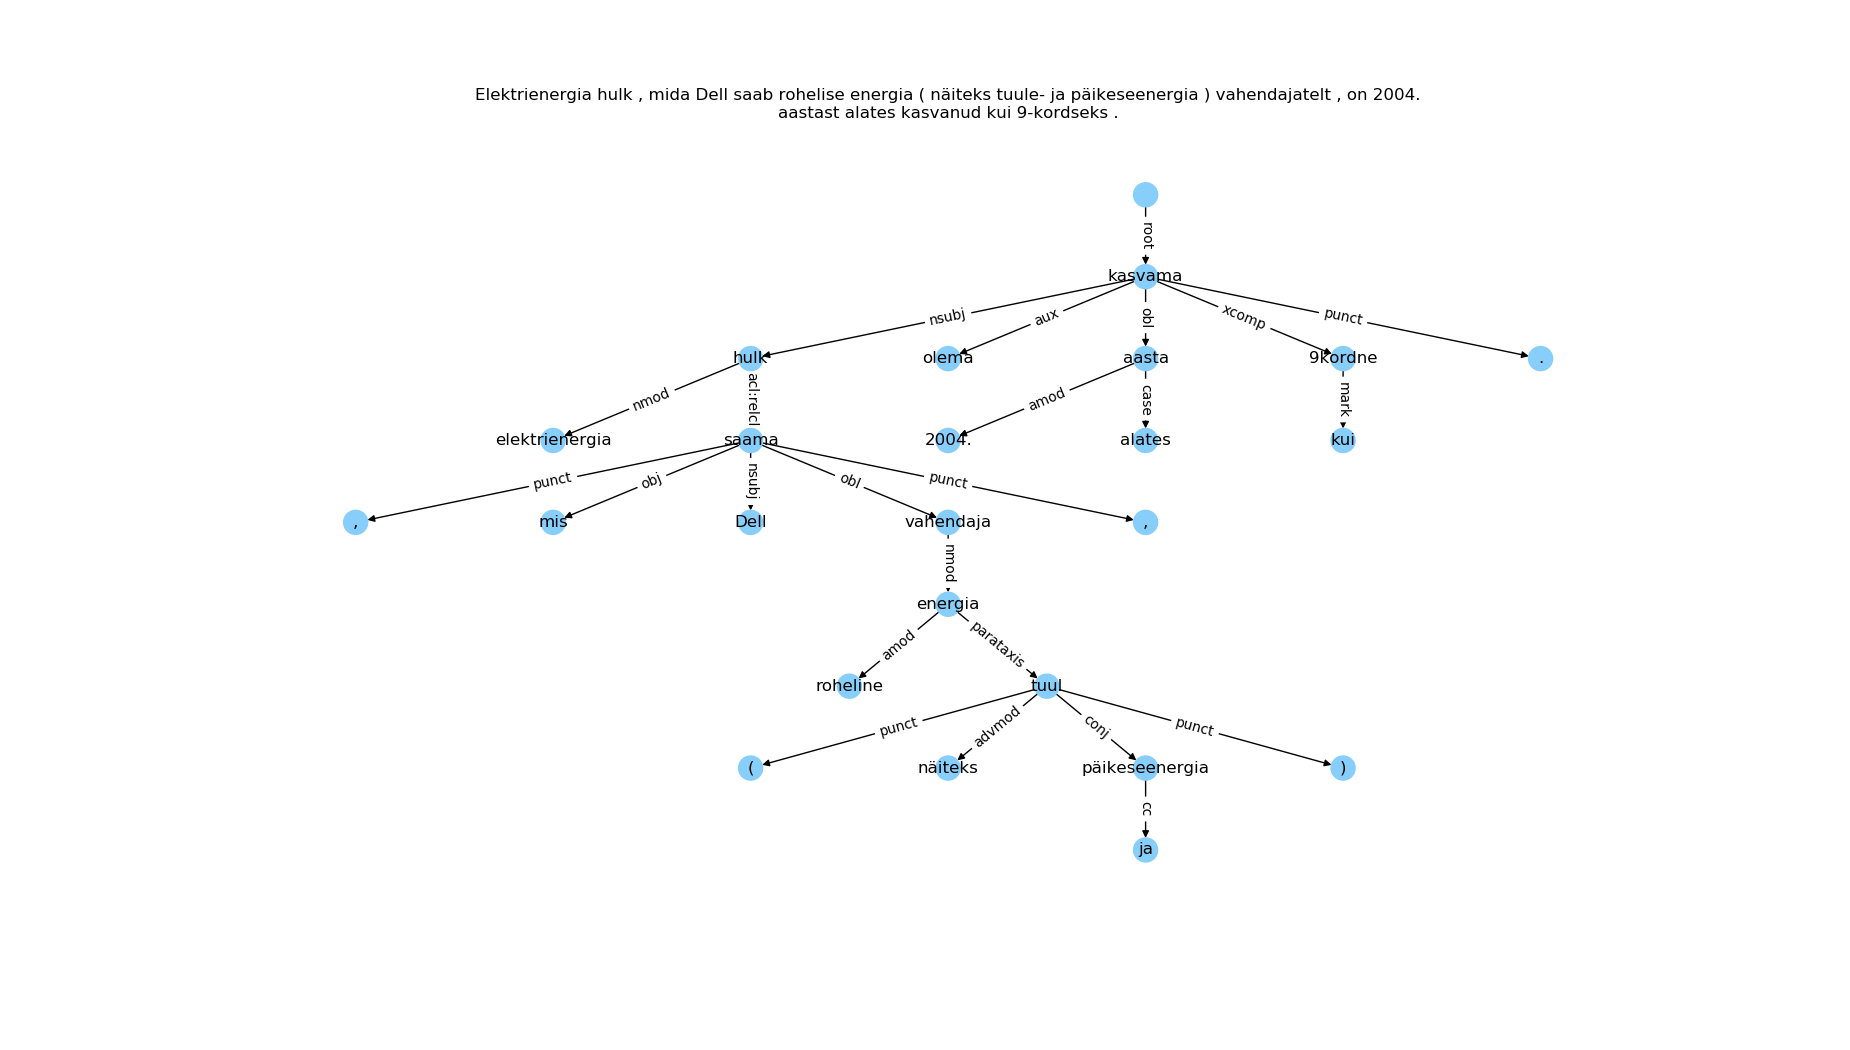 Elektrienergia hulk , mida Dell saab rohelise energia ( näiteks tuule- ja päikeseenergia ) vahendajatelt , on 2004.
aastast alates kasvanud kui 9-kordseks .
root
kasvama
nsubj aux obl xcomp punct
hulk olema aasta 9kordne .
nmod acl:relcl amod case mark
elektrienergia saama 2004. alates kui
punct obj nsubj obl punct
, mis Dell vahendaja ,
nmod
energia
amod parataxis
roheline tuul
punct advmod conj punct
( näiteks päikeseenergia )
cc
ja